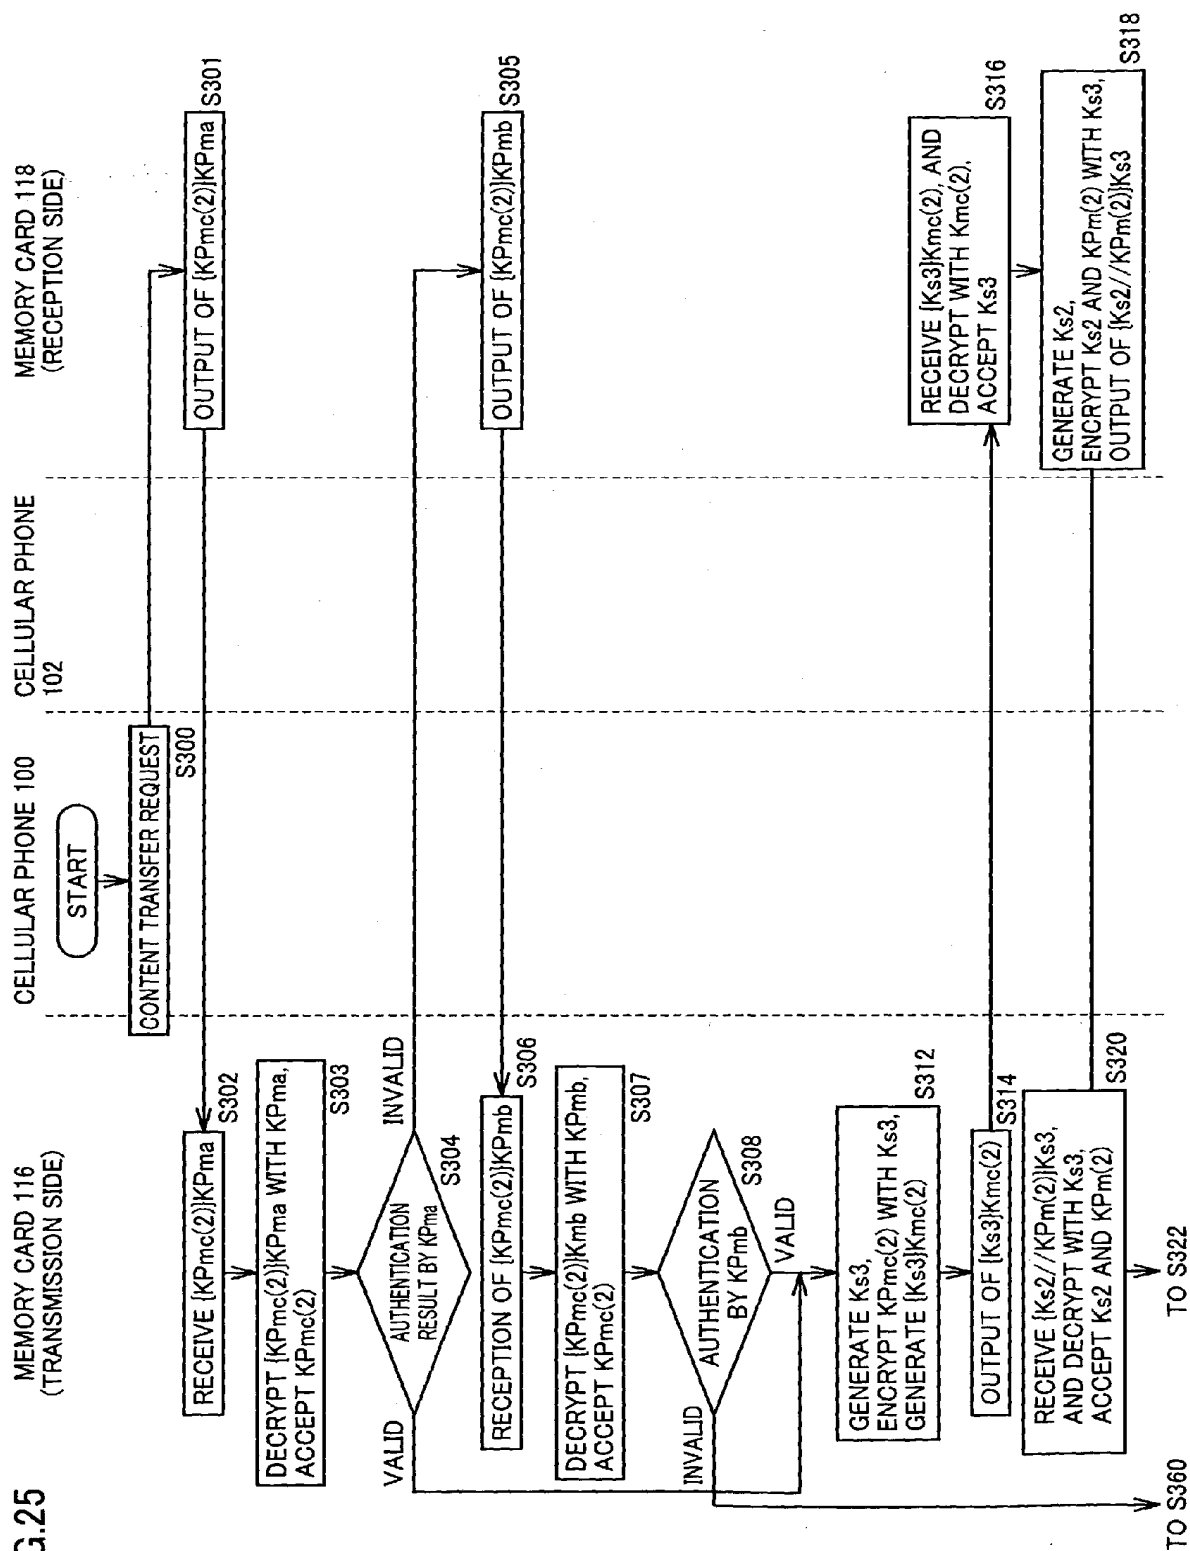 G.25
MEMORY CARD 116
(TRANSMISSION SIDE)
CELLULAR PHONE 100
CELLULAR PHONE
102
MEMORY CARD 118
(RECEPTION SIDE)
START
CONTENT TRANSFER REQUEST
S300
OUTPUT OF {KPmc(2)}KPma
S301
RECEIVE {KPmc(2)}KPma
S302
DECRYPT {KPmc(2)}KPma WITH KPma,
ACCEPT KPmc(2)
S303
AUTHENTICATION
RESULT BY KPma
S304
VALID
INVALID
OUTPUT OF {KPmc(2)}KPmb
S305
RECEPTION OF {KPmc(2)}KPmb
S306
DECRYPT {KPmc(2)}Kmb WITH KPmb,
ACCEPT KPmc(2)
S307
AUTHENTICATION
BY KPmb
S308
INVALID
VALID
GENERATE Ks3,
ENCRYPT KPmc(2) WITH Ks3,
GENERATE {Ks3}Kmc(2)
S312
OUTPUT OF {Ks3}Kmc(2)
S314
RECEIVE {Ks3}Kmc(2), AND
DECRYPT WITH Kmc(2),
ACCEPT Ks3
S316
GENERATE Ks2,
ENCRYPT Ks2 AND KPm(2) WITH Ks3,
OUTPUT OF {Ks2//KPm(2)}Ks3
S318
RECEIVE {Ks2//KPm(2)}Ks3,
AND DECRYPT WITH Ks3,
ACCEPT Ks2 AND KPm(2)
S320
TO S360
TO S322